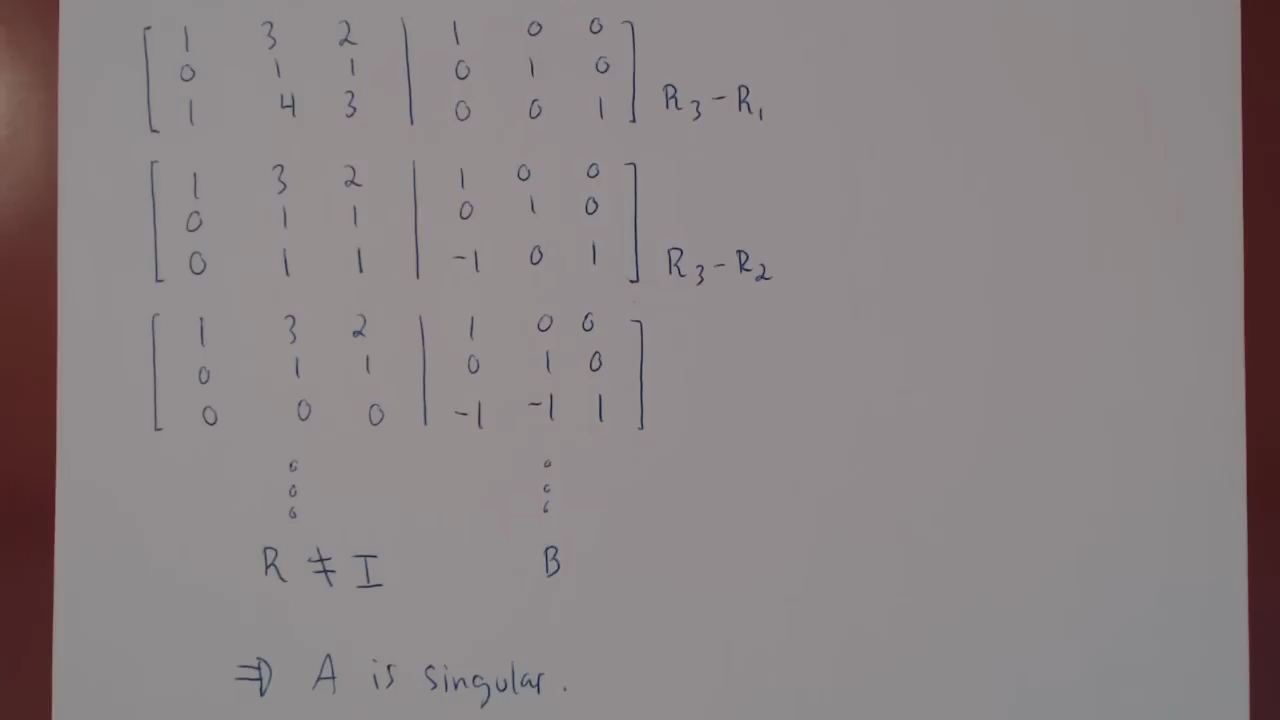 1 3 2 | 1 0 0
0 1 1 | 0 1 0
1 4 3 | 0 0 1 R₃ - R₁
1 3 2 | 1 0 0
0 1 1 | 0 1 0
0 1 1 | -1 0 1 R₃ - R₂
1 3 2 | 1 0 0
0 1 1 | 0 1 0
0 0 0 | -1 -1 1
R ≠ I B
⇒ A is singular.